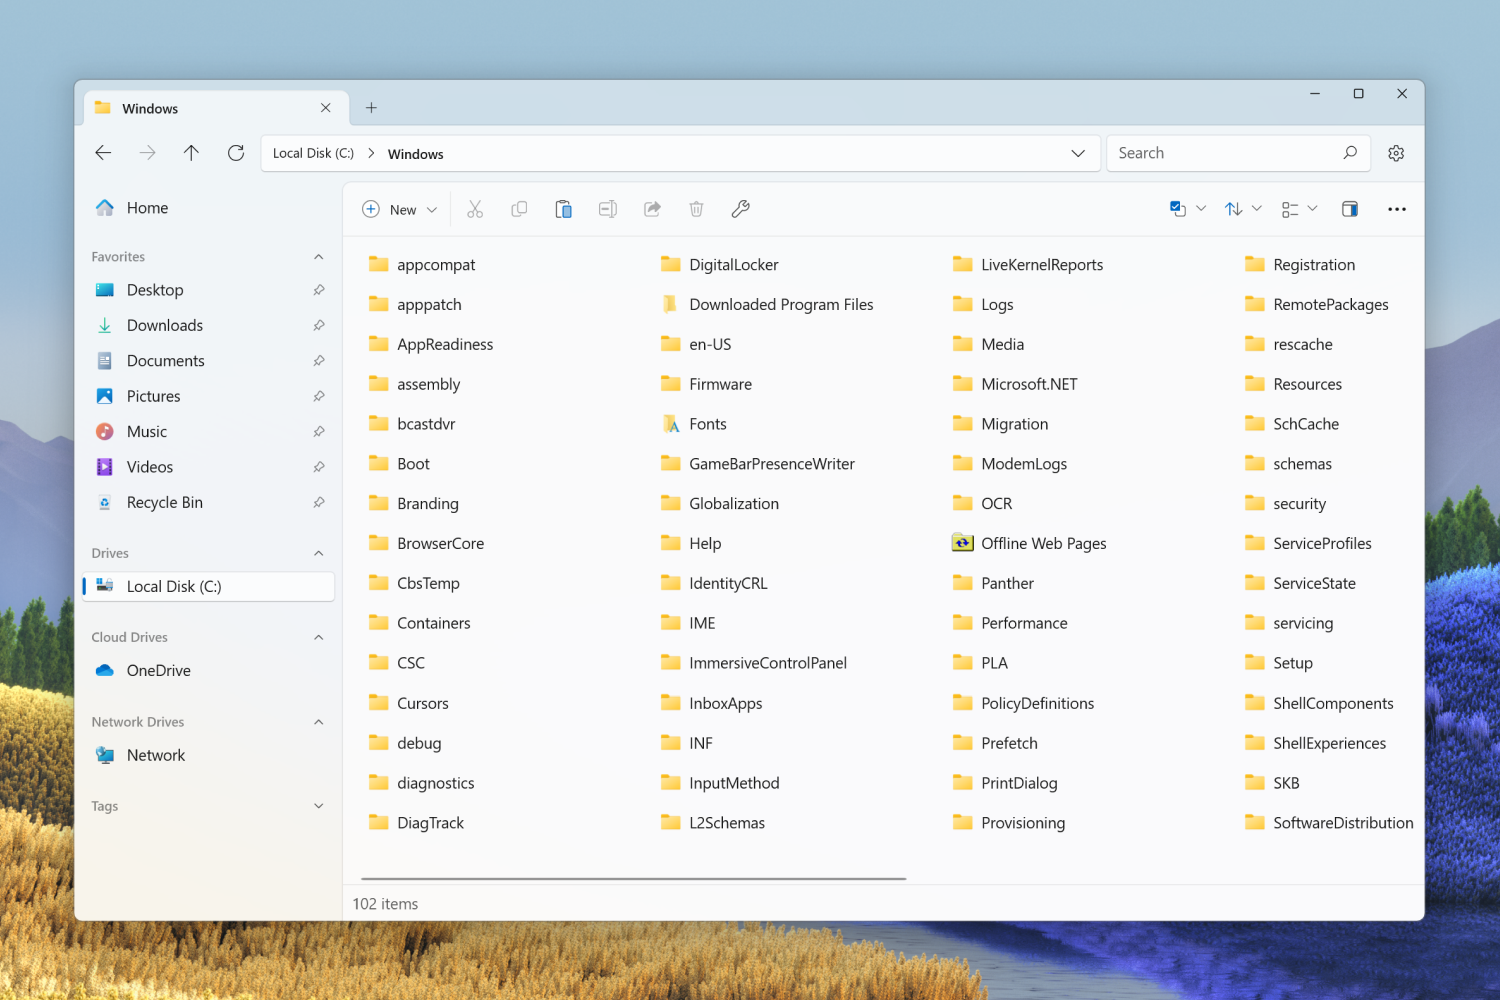 Windows
Local Disk (C:) > Windows
Search
Home
Favorites
Desktop
Downloads
Documents
Pictures
Music
Videos
Recycle Bin
Drives
Local Disk (C:)
Cloud Drives
OneDrive
Network Drives
Network
Tags
New
appcompat
apppatch
AppReadiness
assembly
bcastdvr
Boot
Branding
BrowserCore
CbsTemp
Containers
CSC
Cursors
debug
diagnostics
DiagTrack
DigitalLocker
Downloaded Program Files
en-US
Firmware
Fonts
GameBarPresenceWriter
Globalization
Help
IdentityCRL
IME
ImmersiveControlPanel
InboxApps
INF
InputMethod
L2Schemas
LiveKernelReports
Logs
Media
Microsoft.NET
Migration
ModemLogs
OCR
Offline Web Pages
Panther
Performance
PLA
PolicyDefinitions
Prefetch
PrintDialog
Provisioning
Registration
RemotePackages
rescache
Resources
SchCache
schemas
security
ServiceProfiles
ServiceState
servicing
Setup
ShellComponents
ShellExperiences
SKB
SoftwareDistribution
102 items